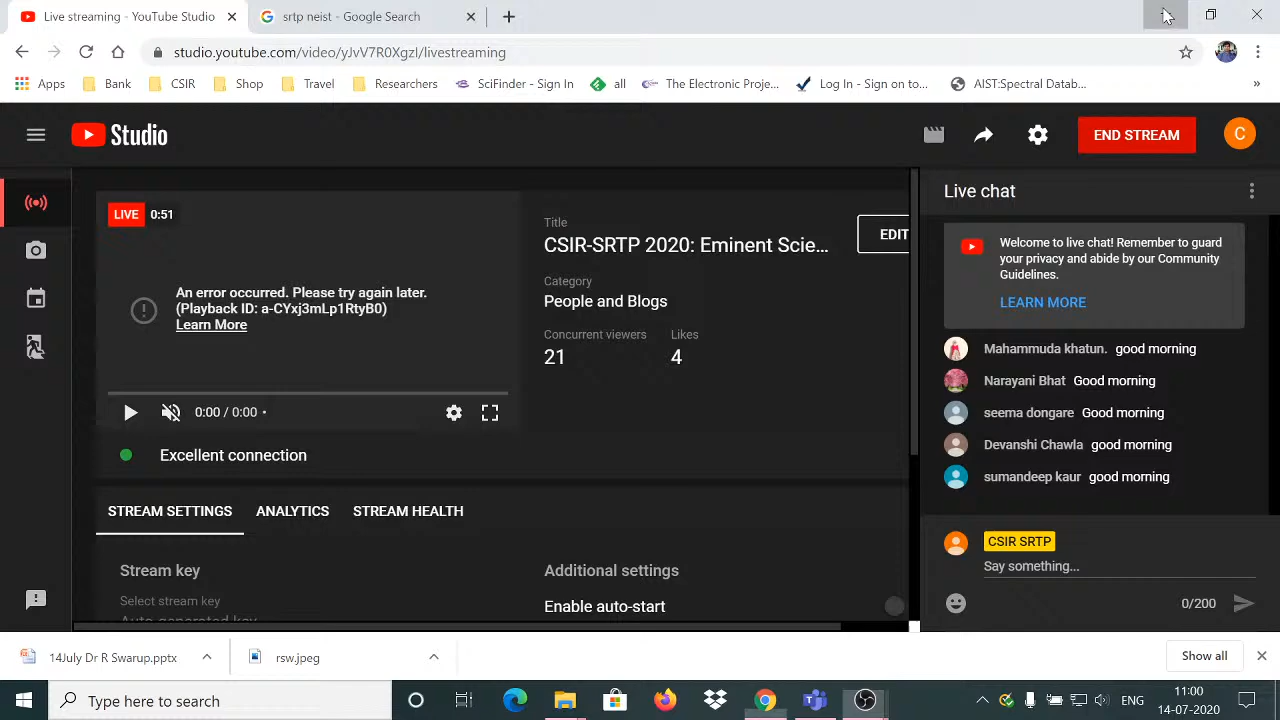 Live streaming - YouTube Studio
srtp neist - Google Search
studio.youtube.com/video/yJvV7R0XgzI/livestreaming
Apps
Bank
CSIR
Shop
Travel
Researchers
SciFinder - Sign In
all
The Electronic Proje...
Log In - Sign on to...
AIST:Spectral Datab...
»
Studio
END STREAM
C
LIVE 0:51
An error occurred. Please try again later.
(Playback ID: a-CYxj3mLp1RtyB0)
Learn More
0:00 / 0:00 •
Excellent connection
Title
CSIR-SRTP 2020: Eminent Scie...
EDIT
Category
People and Blogs
Concurrent viewers
21
Likes
4
STREAM SETTINGS
ANALYTICS
STREAM HEALTH
Stream key
Select stream key
Auto-generated key
Additional settings
Enable auto-start
Live chat
Welcome to live chat! Remember to guard
your privacy and abide by our Community
Guidelines.
LEARN MORE
Mahammuda khatun. good morning
Narayani Bhat Good morning
seema dongare Good morning
Devanshi Chawla good morning
sumandeep kaur good morning
CSIR SRTP
Say something...
0/200
14July Dr R Swarup.pptx
rsw.jpeg
Show all
Type here to search
ENG
11:00
14-07-2020